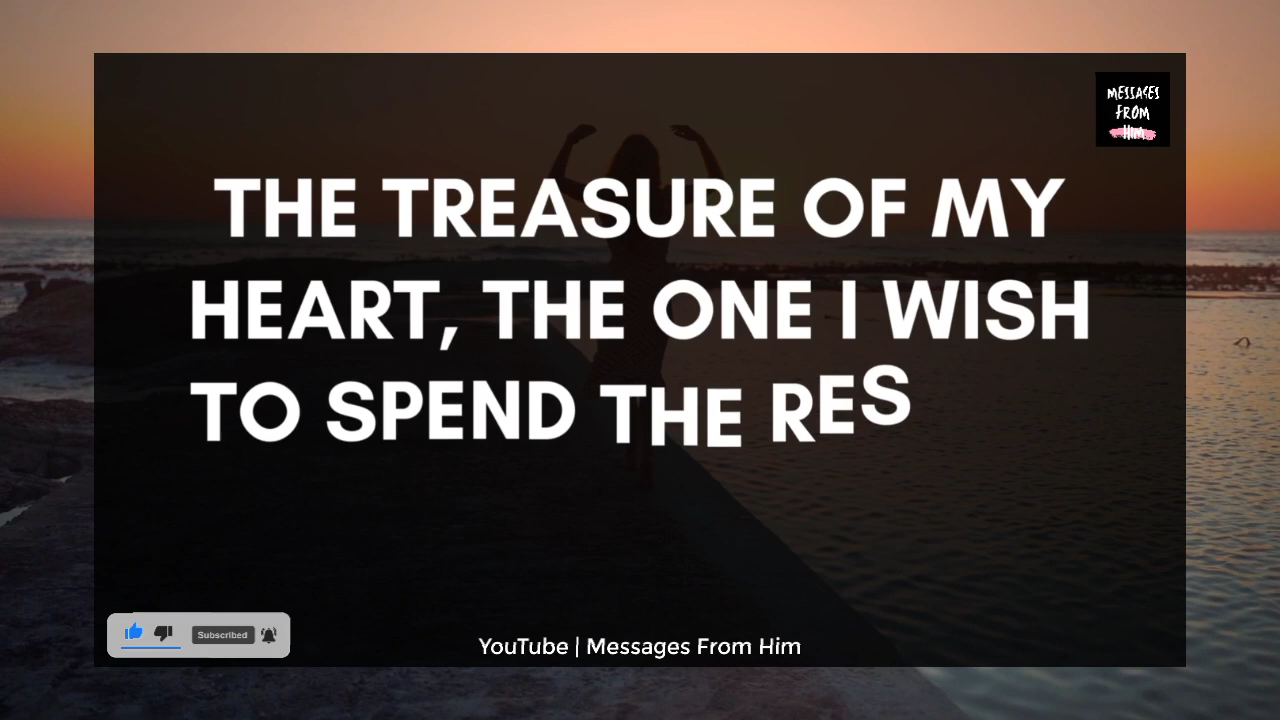 MESSAGES
FROM
HIM
THE TREASURE OF MY
HEART, THE ONE I WISH
TO SPEND THE RES
Subscribed
YouTube | Messages From Him